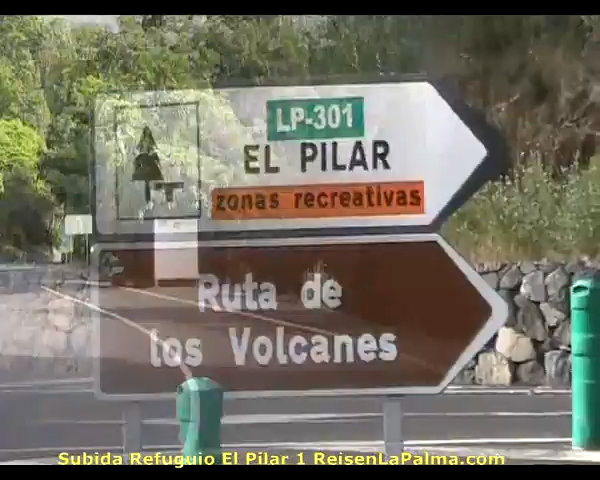 LP-301
EL PILAR
zonas recreativas
Ruta de
los Volcanes
Subida Refuguio El Pilar 1 ReisenLaPalma.com